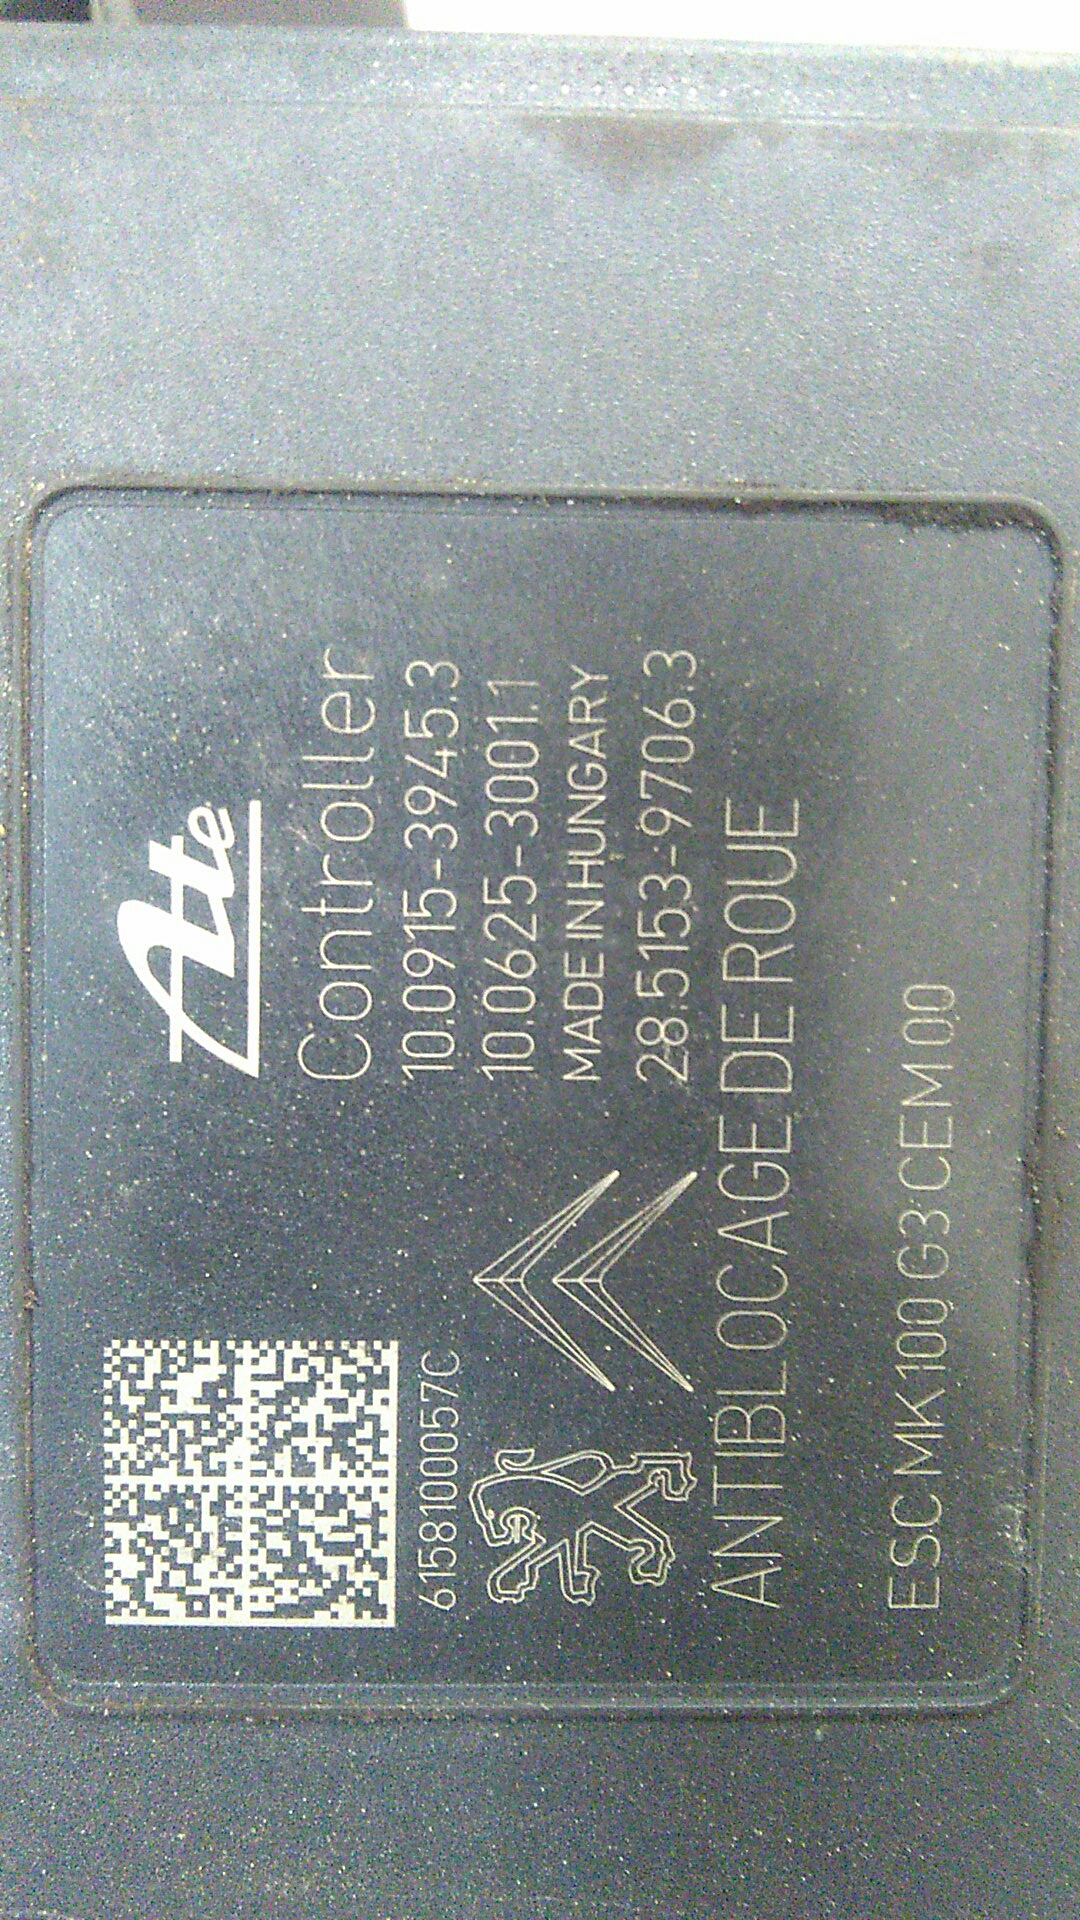 Ate
Controller
10.0915-3945.3
10.0625-3001.1
MADE IN HUNGARY
28.5153-9706.3
6158100057C
ANTIBLOCAGE DE ROUE
ESC MK100 G3 CEM 00